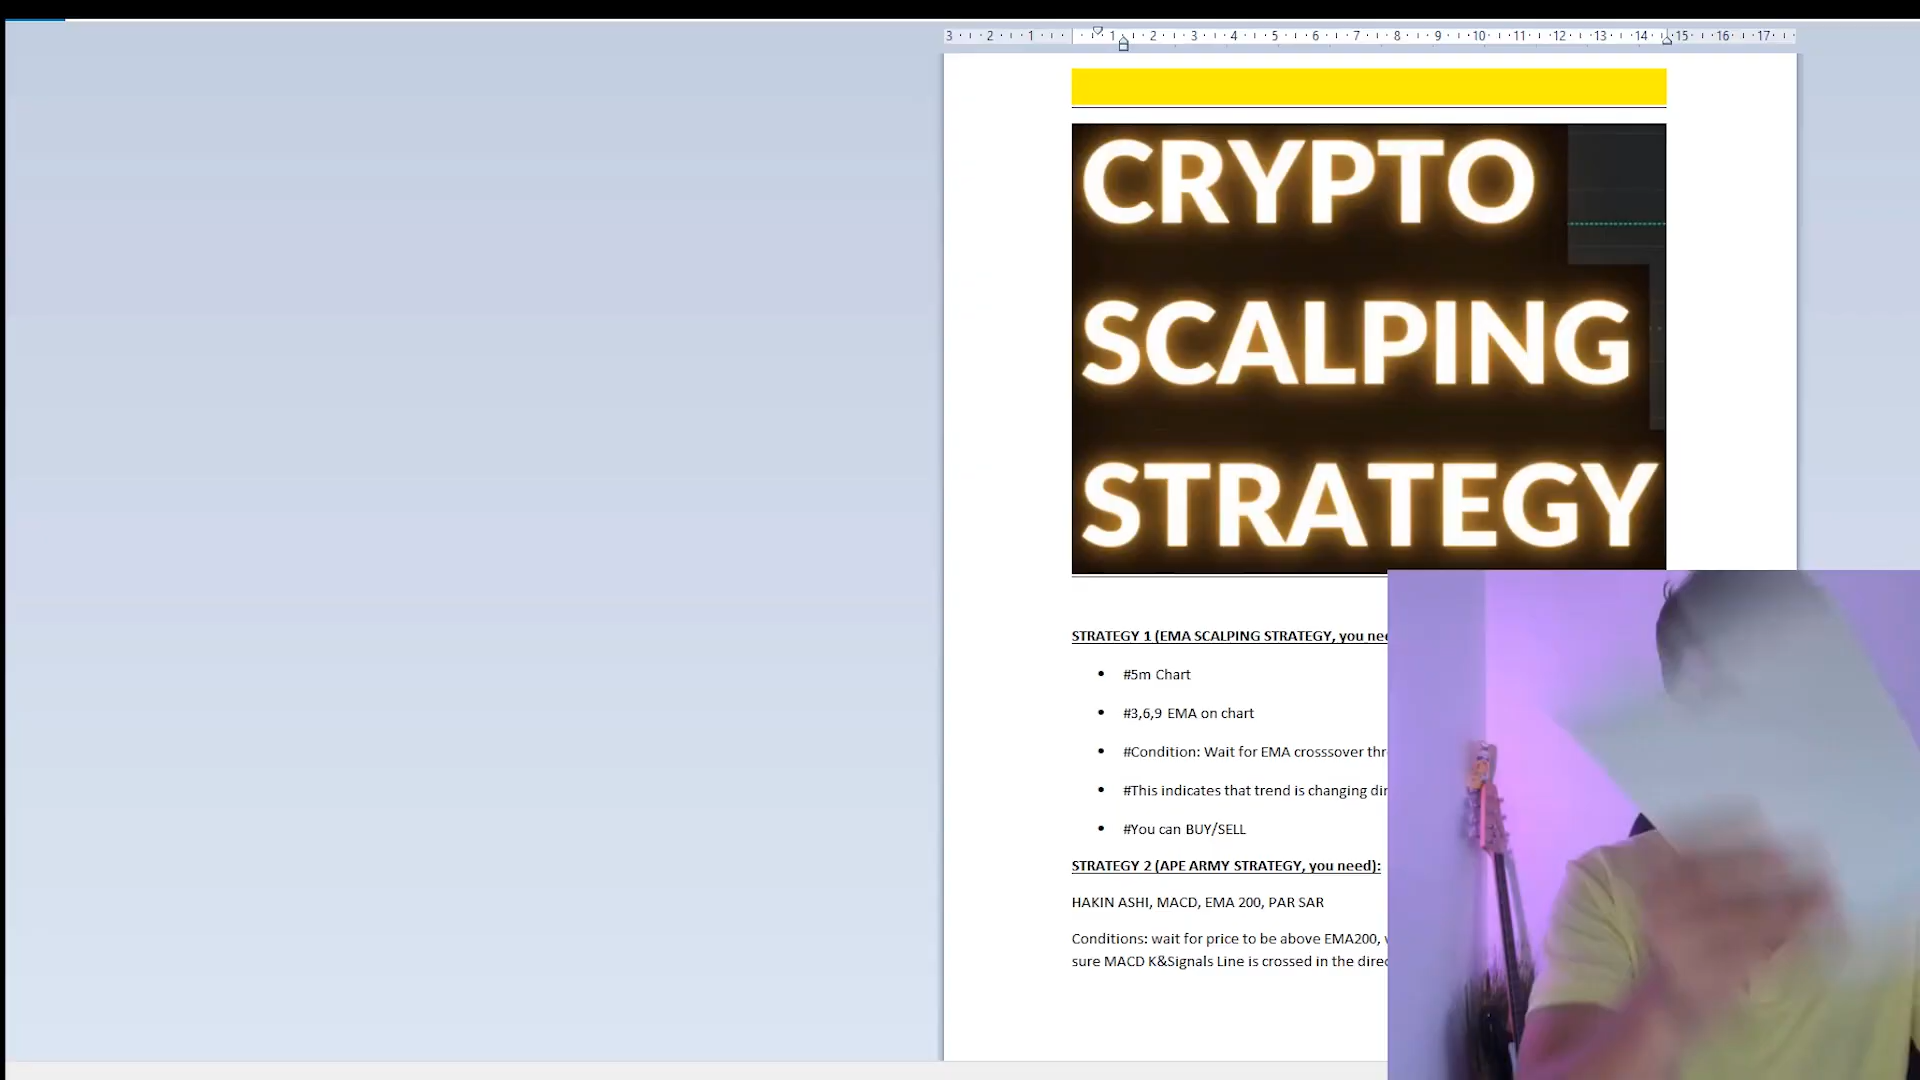 3 2 1 1 2 3 4 5 6 7 8 9 10 11 12 13 14 15 16 17
CRYPTO
SCALPING
STRATEGY
STRATEGY 1 (EMA SCALPING STRATEGY, you
#5m Chart
#3,6,9 EMA on chart
#Condition: Wait for EMA crosssover
#This indicates that trend is changing
#You can BUY/SELL
STRATEGY 2 (APE ARMY STRATEGY, you need):
HAKIN ASHI, MACD, EMA 200, PAR SAR
Conditions: wait for price to be above EMA200,
sure MACD K&Signals Line is crossed in the